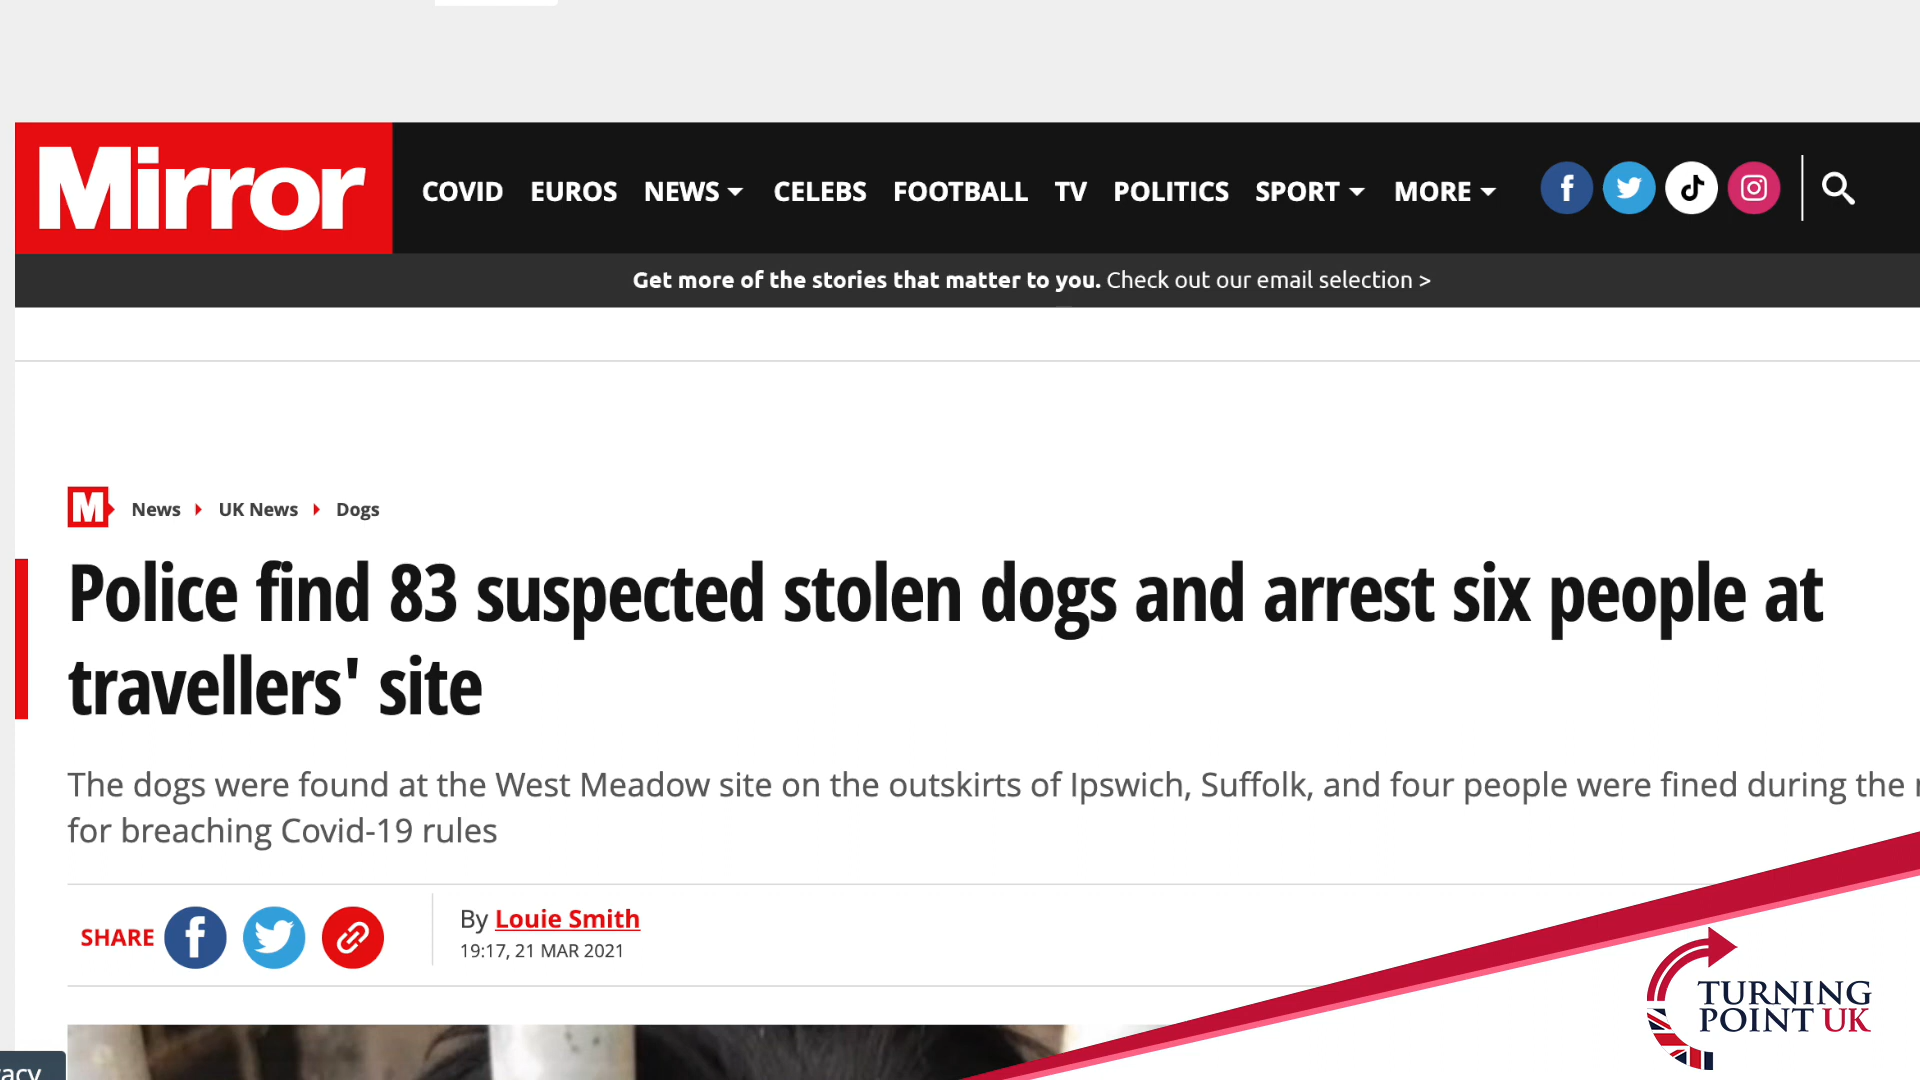 Mirror
COVID EUROS NEWS CELEBS FOOTBALL TV POLITICS SPORT MORE
Get more of the stories that matter to you. Check out our email selection >
M News UK News Dogs
Police find 83 suspected stolen dogs and arrest six people at
travellers' site
The dogs were found at the West Meadow site on the outskirts of Ipswich, Suffolk, and four people were fined during the
for breaching Covid-19 rules
SHARE
By Louie Smith
19:17, 21 MAR 2021
TURNING
POINT UK